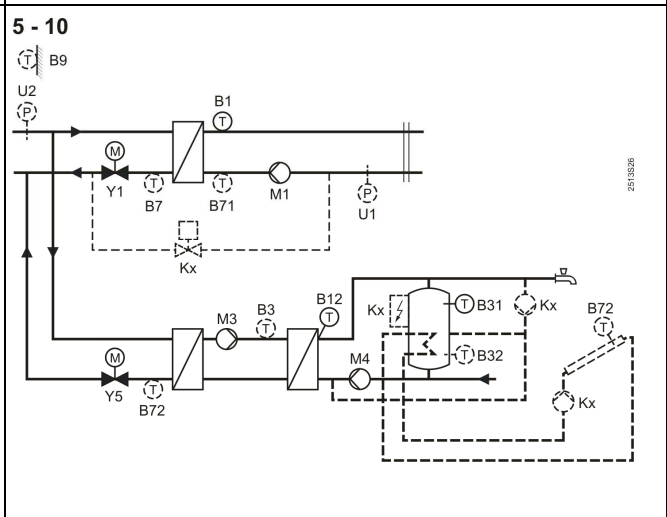 5 - 10
T B9
U2
P
B1
T
M
Y1
T
B7
T
B71
M1
P
U1
2513S26
Kx
B12
T
M3
B3
T
Kx
T B31
Kx
B72
T
T B32
M
Y5
T
B72
M4
Kx